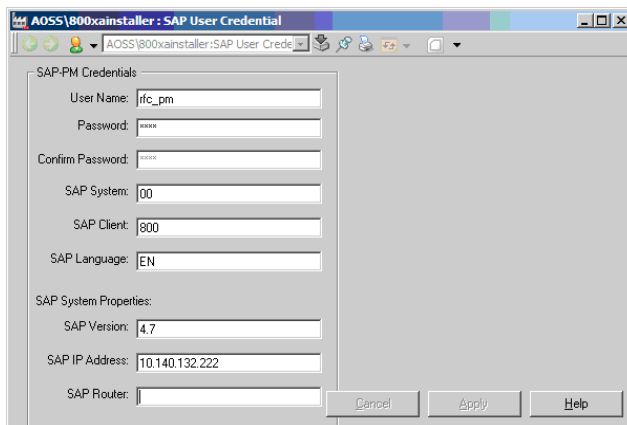 AOSS\800xainstaller : SAP User Credential
AOSS\800xainstaller:SAP User Crede
SAP-PM Credentials
User Name: rfc_pm
Password: ****
Confirm Password: ****
SAP System: 00
SAP Client: 800
SAP Language: EN
SAP System Properties:
SAP Version: 4.7
SAP IP Address: 10.140.132.222
SAP Router:
Cancel Apply Help